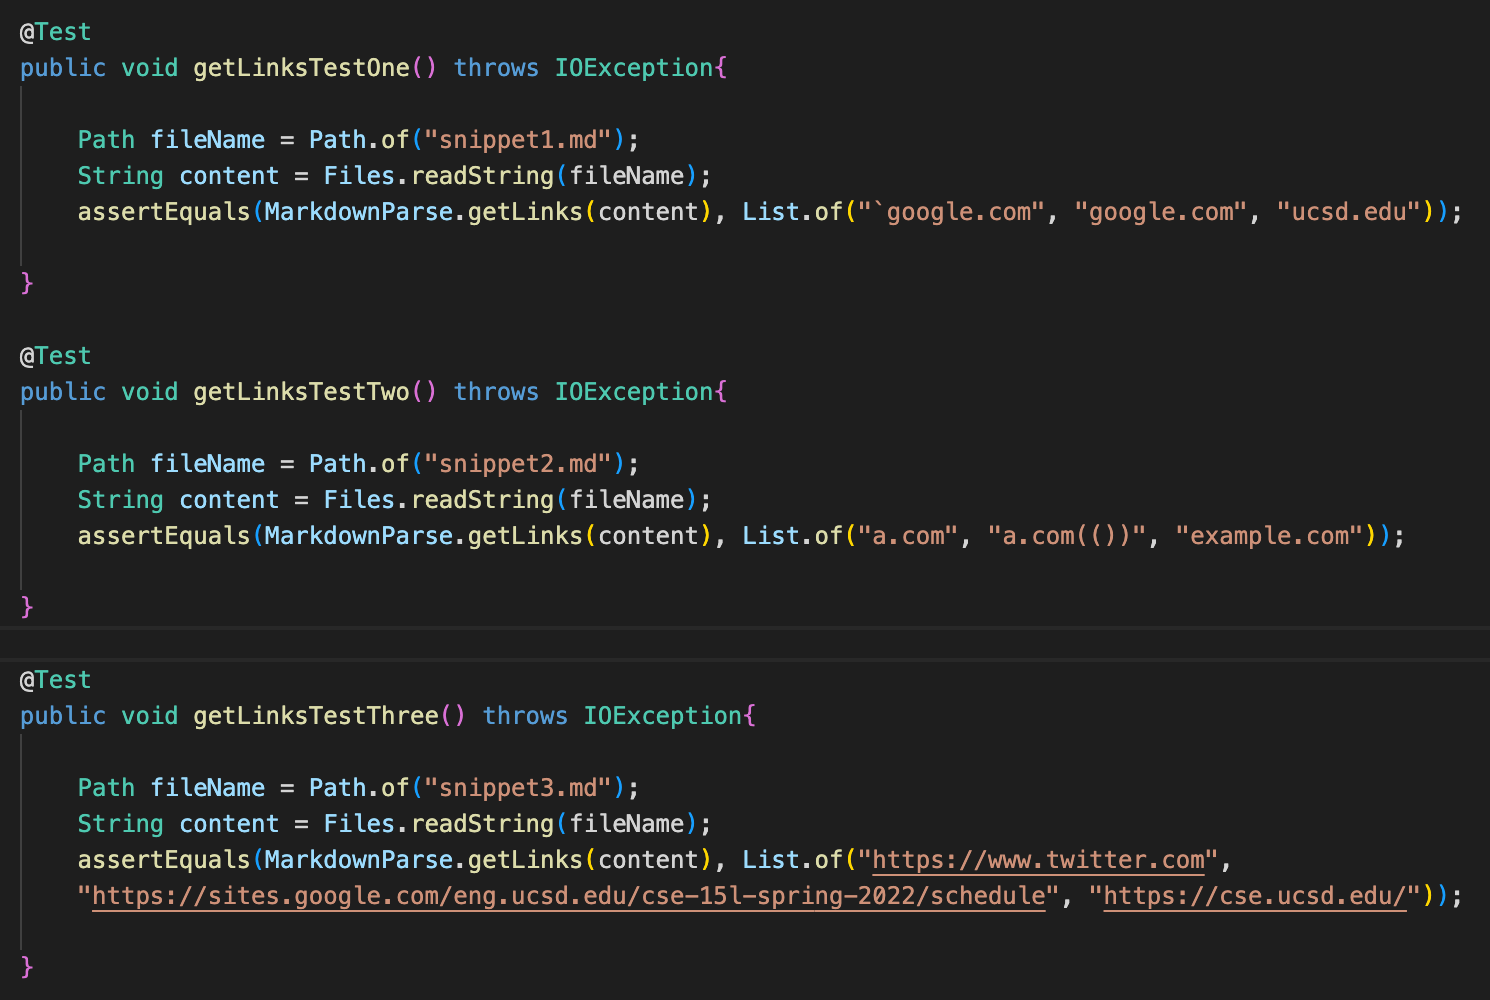 @Test
public void getLinksTestOne() throws IOException{
Path fileName = Path.of("snippet1.md");
String content = Files.readString(fileName);
assertEquals(MarkdownParse.getLinks(content), List.of("`google.com", "google.com", "ucsd.edu"));
}
@Test
public void getLinksTestTwo() throws IOException{
Path fileName = Path.of("snippet2.md");
String content = Files.readString(fileName);
assertEquals(MarkdownParse.getLinks(content), List.of("a.com", "a.com(())", "example.com"));
}
@Test
public void getLinksTestThree() throws IOException{
Path fileName = Path.of("snippet3.md");
String content = Files.readString(fileName);
assertEquals(MarkdownParse.getLinks(content), List.of("https://www.twitter.com",
"https://sites.google.com/eng.ucsd.edu/cse-15l-spring-2022/schedule", "https://cse.ucsd.edu/"));
}